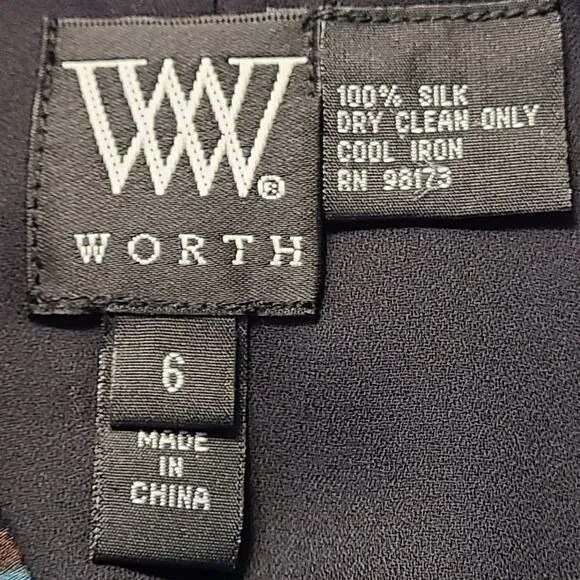 W
®
WORTH
100% SILK
DRY CLEAN ONLY
COOL IRON
RN 98173
6
MADE
IN
CHINA